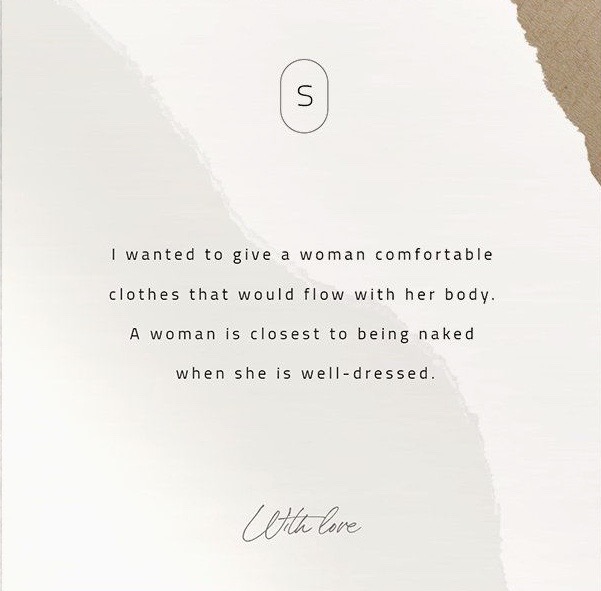 S
I wanted to give a woman comfortable
clothes that would flow with her body.
A woman is closest to being naked
when she is well-dressed.
With love